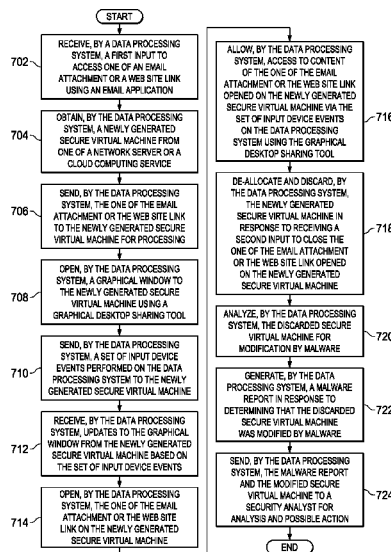 START
702
RECEIVE, BY A DATA PROCESSING
SYSTEM, A FIRST INPUT TO
ACCESS ONE OF AN EMAIL
ATTACHMENT OR A WEB SITE LINK
USING AN EMAIL APPLICATION
704
OBTAIN, BY THE DATA PROCESSING
SYSTEM, A NEWLY GENERATED
SECURE VIRTUAL MACHINE FROM
ONE OF A NETWORK SERVER OR A
CLOUD COMPUTING SERVICE
706
SEND, BY THE DATA PROCESSING
SYSTEM, THE ONE OF THE EMAIL
ATTACHMENT OR THE WEB SITE LINK
TO THE NEWLY GENERATED SECURE
VIRTUAL MACHINE FOR PROCESSING
708
OPEN, BY THE DATA PROCESSING
SYSTEM, A GRAPHICAL WINDOW TO
THE NEWLY GENERATED SECURE
VIRTUAL MACHINE USING A
GRAPHICAL DESKTOP SHARING TOOL
710
SEND, BY THE DATA PROCESSING
SYSTEM, A SET OF INPUT DEVICE
EVENTS PERFORMED ON THE DATA
PROCESSING SYSTEM TO THE NEWLY
GENERATED SECURE VIRTUAL MACHINE
712
RECEIVE, BY THE DATA PROCESSING
SYSTEM, UPDATES TO THE GRAPHICAL
WINDOW FROM THE NEWLY GENERATED
SECURE VIRTUAL MACHINE BASED ON
THE SET OF INPUT DEVICE EVENTS
714
OPEN, BY THE DATA PROCESSING
SYSTEM, THE ONE OF THE EMAIL
ATTACHMENT OR THE WEB SITE
LINK ON THE NEWLY GENERATED
SECURE VIRTUAL MACHINE
ALLOW, BY THE DATA PROCESSING
SYSTEM, ACCESS TO CONTENT
OF THE ONE OF THE EMAIL
ATTACHMENT OR THE WEB SITE LINK
OPENED ON THE NEWLY GENERATED
SECURE VIRTUAL MACHINE VIA THE
SET OF INPUT DEVICE EVENTS
ON THE DATA PROCESSING
SYSTEM USING THE GRAPHICAL
DESKTOP SHARING TOOL
716
DE-ALLOCATE AND DISCARD, BY
THE DATA PROCESSING SYSTEM,
THE NEWLY GENERATED
SECURE VIRTUAL MACHINE IN
RESPONSE TO RECEIVING A
SECOND INPUT TO CLOSE THE
ONE OF THE EMAIL ATTACHMENT
OR THE WEB SITE LINK OPENED
ON THE NEWLY GENERATED
SECURE VIRTUAL MACHINE
718
ANALYZE, BY THE DATA PROCESSING
SYSTEM, THE DISCARDED SECURE
VIRTUAL MACHINE FOR
MODIFICATION BY MALWARE
720
GENERATE, BY THE DATA
PROCESSING SYSTEM, A MALWARE
REPORT IN RESPONSE TO
DETERMINING THAT THE DISCARDED
SECURE VIRTUAL MACHINE
WAS MODIFIED BY MALWARE
722
SEND, BY THE DATA PROCESSING
SYSTEM, THE MALWARE REPORT
AND THE MODIFIED SECURE
VIRTUAL MACHINE TO A
SECURITY ANALYST FOR
ANALYSIS AND POSSIBLE ACTION
724
END